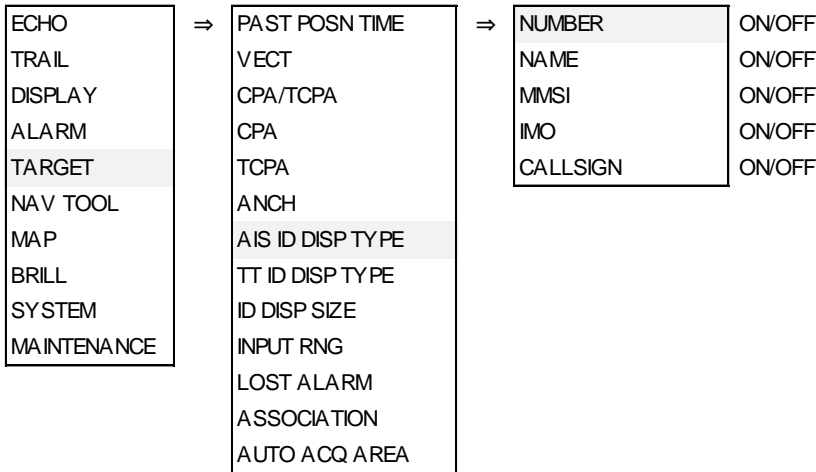 ECHO ⇒ PAST POSN TIME ⇒ NUMBER ON/OFF
TRAIL VECT NAME ON/OFF
DISPLAY CPA/TCPA MMSI ON/OFF
ALARM CPA IMO ON/OFF
TARGET TCPA CALLSIGN ON/OFF
NAV TOOL ANCH
MAP AIS ID DISP TYPE
BRILL TT ID DISP TYPE
SYSTEM ID DISP SIZE
MAINTENANCE INPUT RNG
LOST ALARM
ASSOCIATION
AUTO ACQ AREA